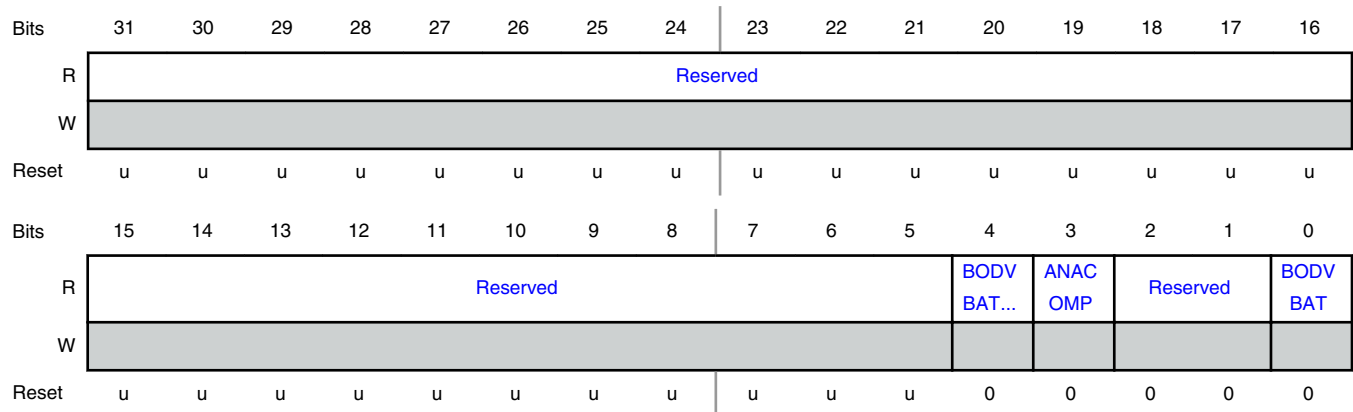 Bits 31 30 29 28 27 26 25 24 23 22 21 20 19 18 17 16
R Reserved
W
Reset u u u u u u u u u u u u u u u u
Bits 15 14 13 12 11 10 9 8 7 6 5 4 3 2 1 0
R Reserved BODV BAT... ANAC OMP Reserved BODV BAT
W
Reset u u u u u u u u u u u 0 0 0 0 0